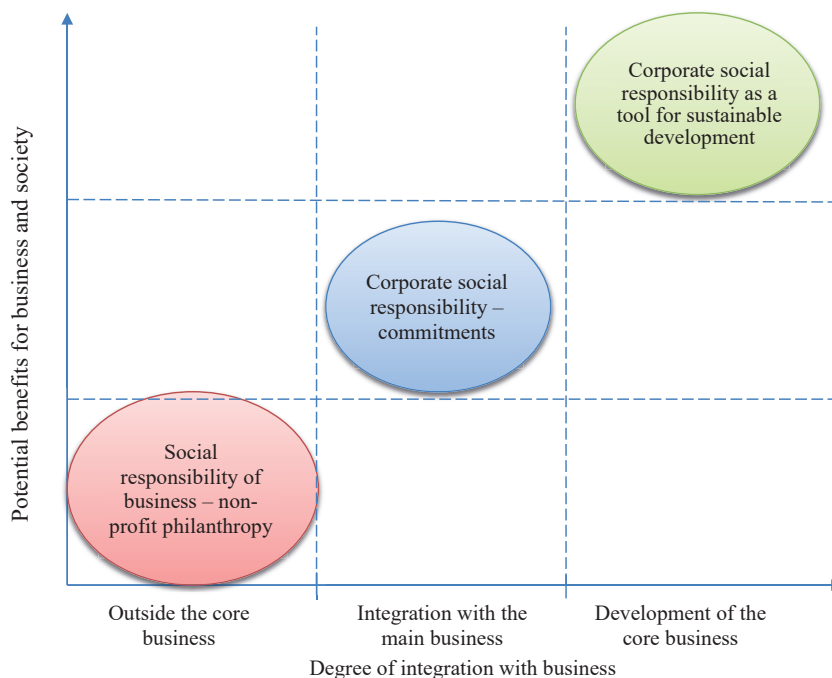 Potential benefits for business and society
Corporate social
responsibility as a
tool for sustainable
development
Corporate social
responsibility –
commitments
Social
responsibility of
business – non-
profit philanthropy
Outside the core
business
Integration with the
main business
Development of the
core business
Degree of integration with business